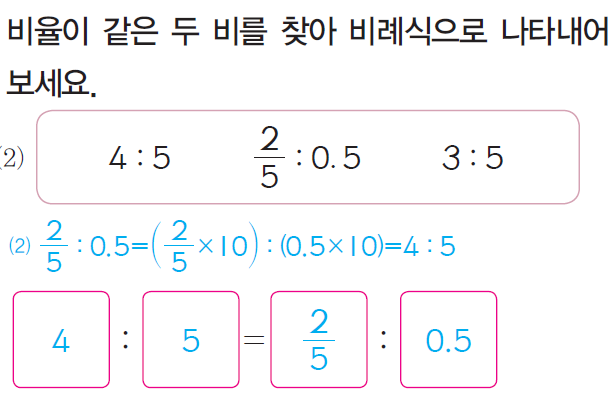 비율이 같은 두 비를 찾아 비례식으로 나타내어
보세요.
(2) 4 : 5 2/5 : 0.5 3 : 5
(2) 2/5 : 0.5=(2/5×10) : (0.5×10)=4 : 5
4 : 5 = 2/5 : 0.5